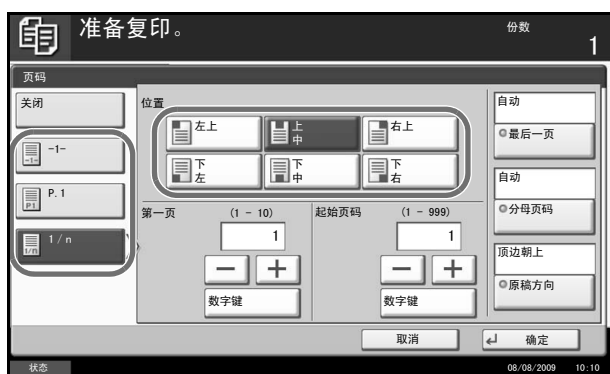 准备复印。
份数
1
页码
关闭
-1-
P.1
1/n
位置
左上
上中
右上
下左
下中
下右
第一页 (1 - 10)
1
数字键
起始页码 (1 - 999)
1
数字键
自动
最后一页
自动
分母页码
顶边朝上
原稿方向
取消
确定
状态
08/08/2009 10:10